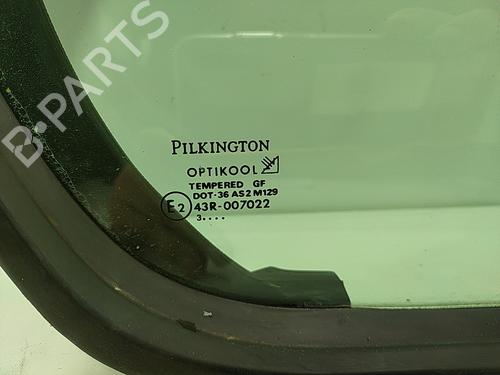 B-PARTS
PILKINGTON
OPTIKOOL
TEMPERED GF
DOT-36 AS2 M129
E2 43R-007022
3....